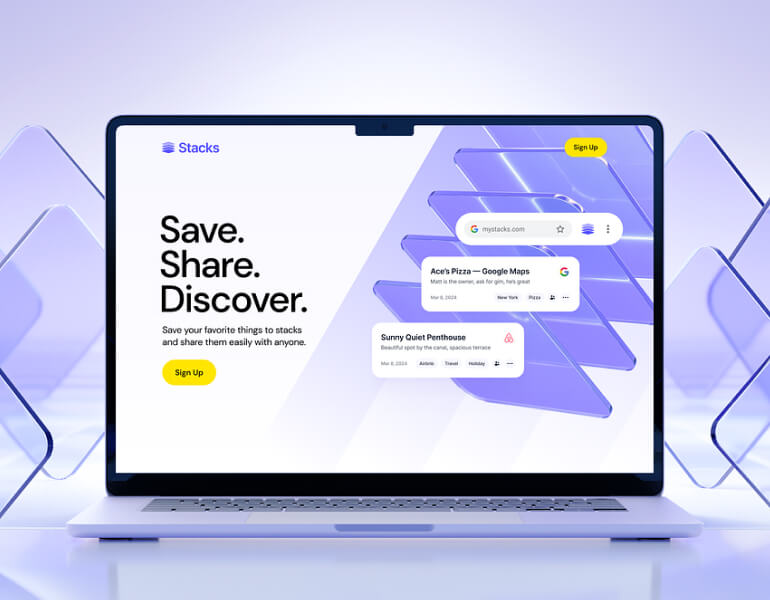 Stacks
Sign Up
Save.
Share.
Discover.
Save your favorite things to stacks
and share them easily with anyone.
Sign Up
mystacks.com
Ace's Pizza — Google Maps
Matt is the owner, ask for gim, he's great
Mar 8, 2024
New York
Pizza
Sunny Quiet Penthouse
Beautiful spot by the canal, spacious terrace
Mar 8, 2024
Airbnb
Travel
Holiday